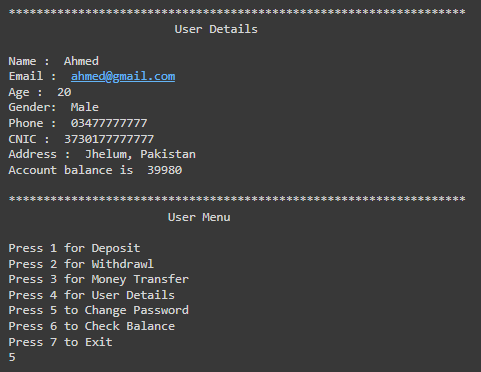 ******************************************************************
User Details
Name :  Ahmed
Email :  ahmed@gmail.com
Age :  20
Gender:  Male
Phone :  03477777777
CNIC :  3730177777777
Address :  Jhelum, Pakistan
Account balance is  39980
******************************************************************
User Menu
Press 1 for Deposit
Press 2 for Withdrawl
Press 3 for Money Transfer
Press 4 for User Details
Press 5 to Change Password
Press 6 to Check Balance
Press 7 to Exit
5